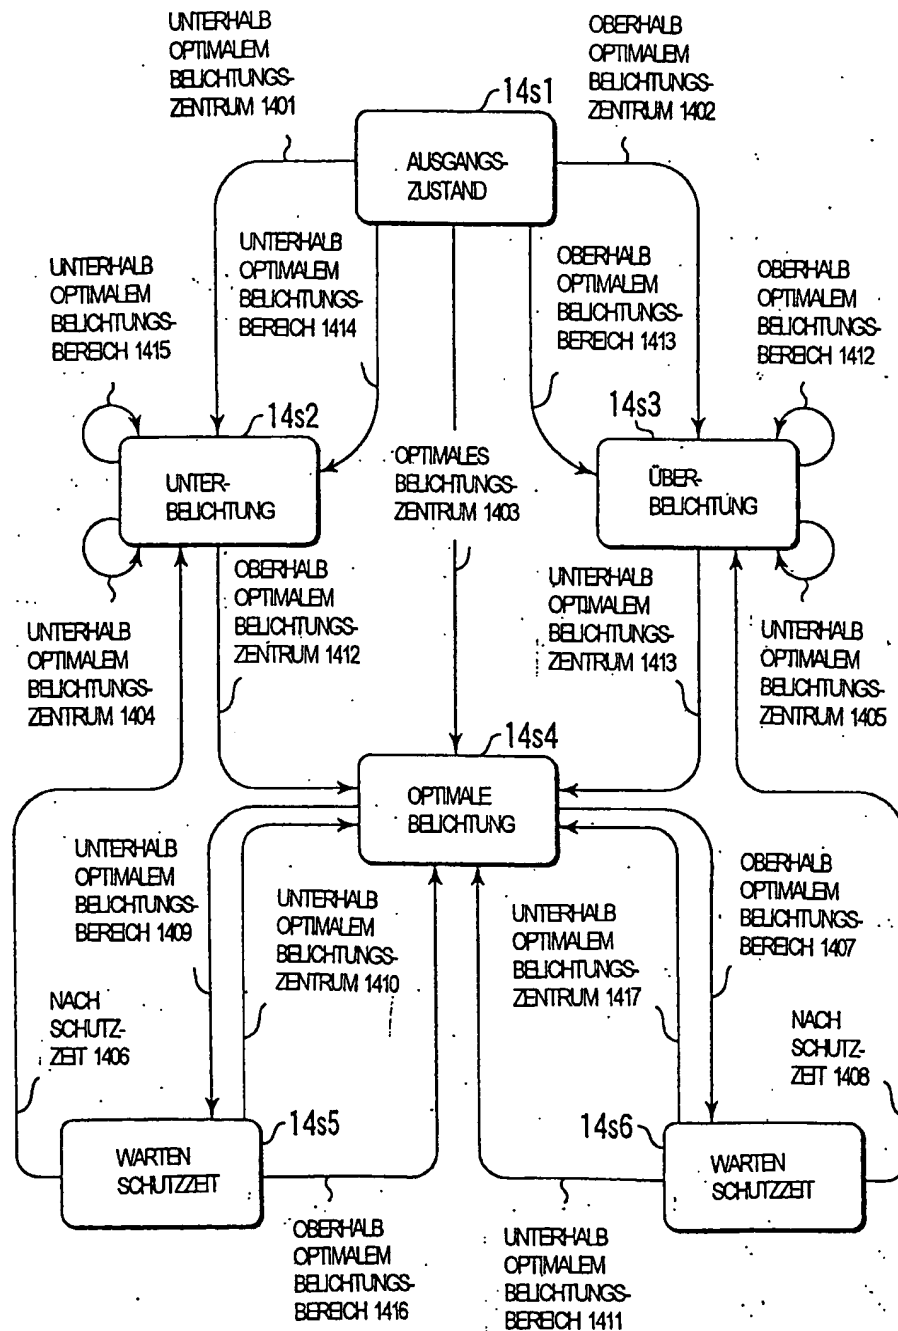 UNTERHALB
OPTIMALEM
BELICHTUNGS-
ZENTRUM 1401
OBERHALB
OPTIMALEM
BELICHTUNGS-
ZENTRUM 1402
14s1
AUSGANGS-
ZUSTAND
UNTERHALB
OPTIMALEM
BELICHTUNGS-
BEREICH 1415
UNTERHALB
OPTIMALEM
BELICHTUNGS-
BEREICH 1414
OBERHALB
OPTIMALEM
BELICHTUNGS-
BEREICH 1413
OBERHALB
OPTIMALEM
BELICHTUNGS-
BEREICH 1412
14s2
UNTER-
BELICHTUNG
OPTIMALES
BELICHTUNGS-
ZENTRUM 1403
14s3
ÜBER-
BELICHTUNG
UNTERHALB
OPTIMALEM
BELICHTUNGS-
ZENTRUM 1404
OBERHALB
OPTIMALEM
BELICHTUNGS-
ZENTRUM 1412
UNTERHALB
OPTIMALEM
BELICHTUNGS-
ZENTRUM 1413
UNTERHALB
OPTIMALEM
BELICHTUNGS-
ZENTRUM 1405
14s4
OPTIMALE
BELICHTUNG
UNTERHALB
OPTIMALEM
BELICHTUNGS-
BEREICH 1409
UNTERHALB
OPTIMALEM
BELICHTUNGS-
ZENTRUM 1410
UNTERHALB
OPTIMALEM
BELICHTUNGS-
ZENTRUM 1417
OBERHALB
OPTIMALEM
BELICHTUNGS-
BEREICH 1407
NACH
SCHUTZ-
ZEIT 1406
NACH
SCHUTZ-
ZEIT 1408
14s5
WARTEN
SCHUTZZEIT
14s6
WARTEN
SCHUTZZEIT
OBERHALB
OPTIMALEM
BELICHTUNGS-
BEREICH 1416
UNTERHALB
OPTIMALEM
BELICHTUNGS-
BEREICH 1411